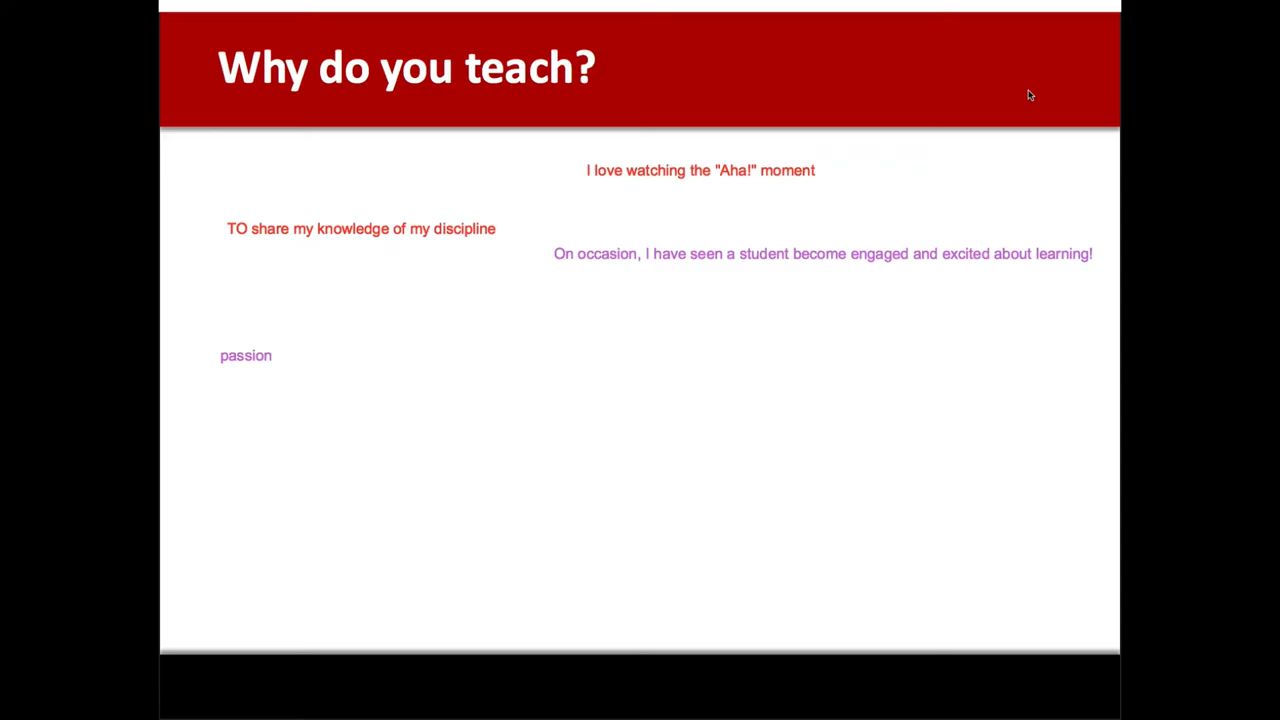 Why do you teach?
I love watching the "Aha!" moment
TO share my knowledge of my discipline
On occasion, I have seen a student become engaged and excited about learning!
passion